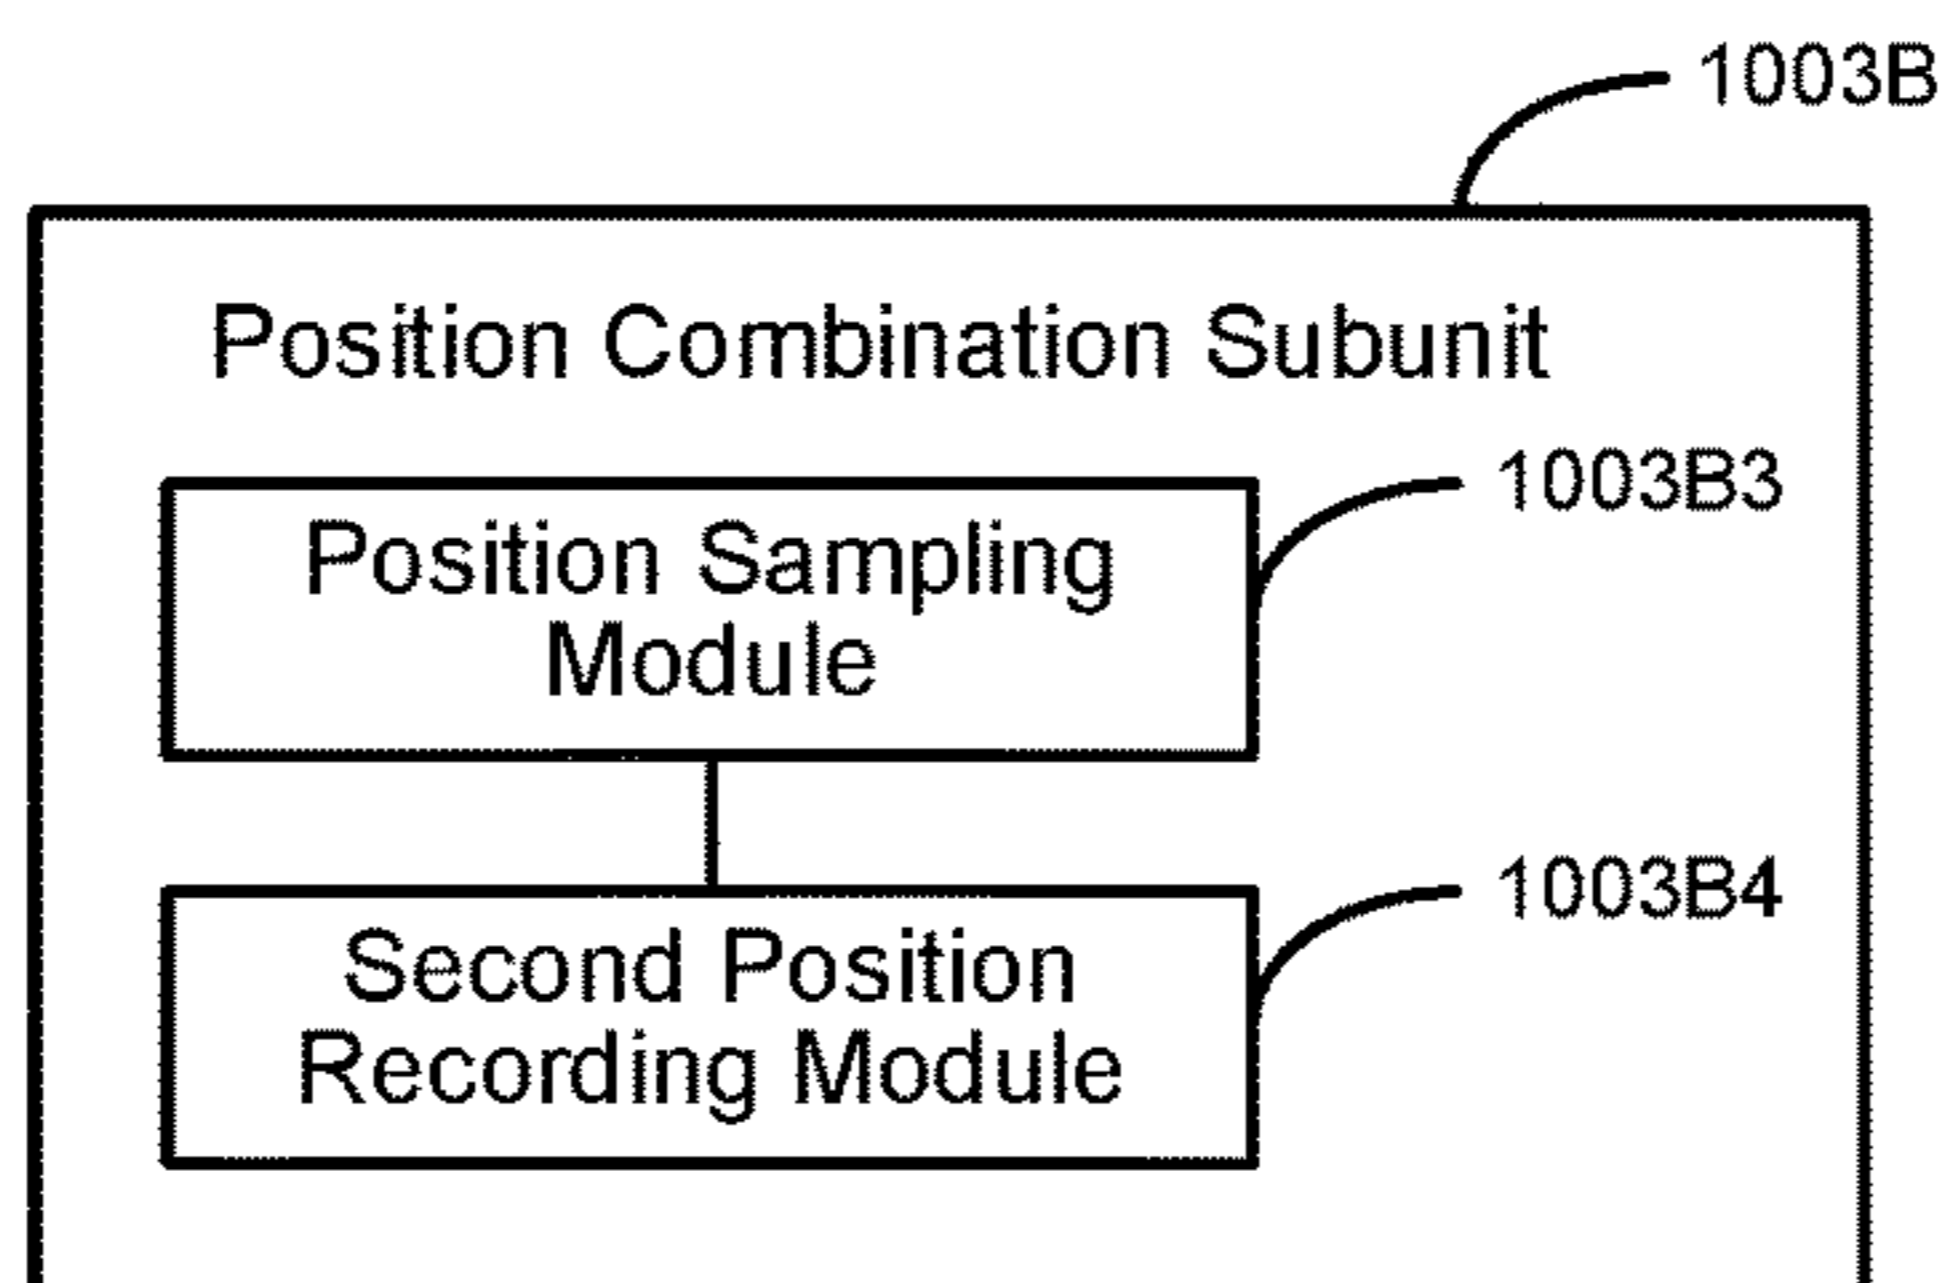 1003B
Position Combination Subunit
1003B3
Position Sampling
Module
1003B4
Second Position
Recording Module